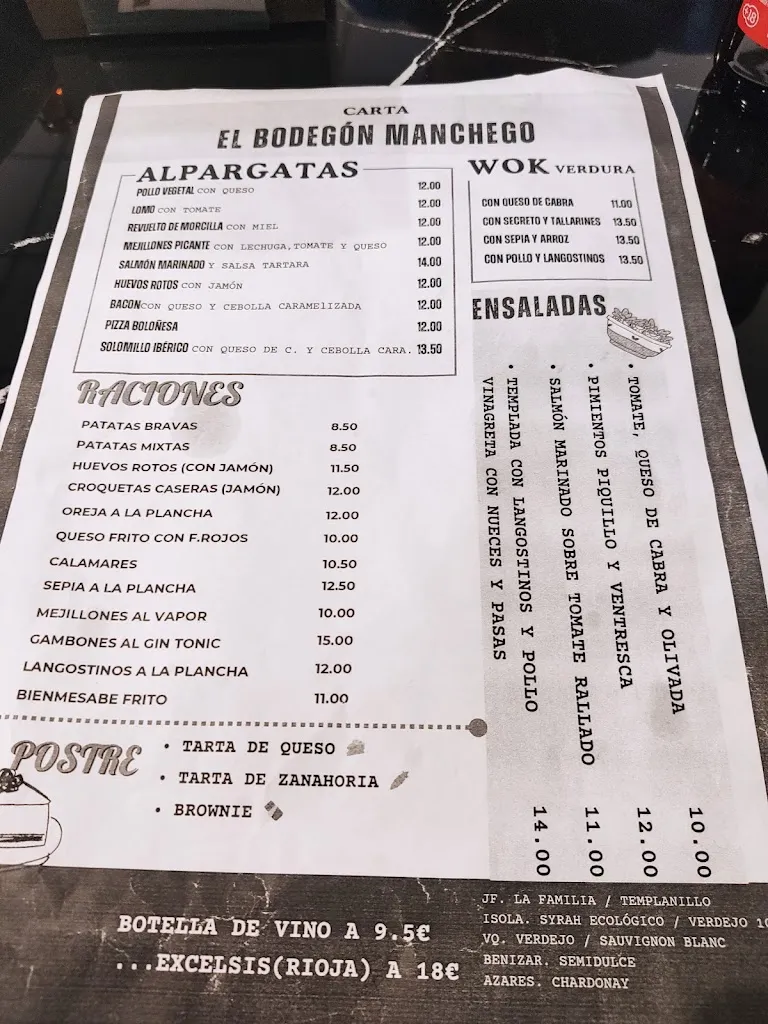 CARTA
EL BODEGÓN MANCHEGO
ALPARGATAS
POLLO VEGETAL CON QUESO 12.00
LOMO CON TOMATE 12.00
REVUELTO DE MORCILLA CON MIEL 12.00
MEJILLONES PICANTE CON LECHUGA,TOMATE Y QUESO 12.00
SALMÓN MARINADO Y SALSA TARTARA 14.00
HUEVOS ROTOS CON JAMÓN 12.00
BACON CON QUESO Y CEBOLLA CARAMElIZADA 12.00
PIZZA BOLOÑESA 12.00
SOLOMILLO IBÉRICO CON QUESO DE C. Y CEBOLLA CARA. 13.50
WOK VERDURA
CON QUESO DE CABRA 11.00
CON SECRETO Y TALLARINES 13.50
CON SEPIA Y ARROZ 13.50
CON POLLO Y LANGOSTINOS 13.50
ENSALADAS
• TOMATE, QUESO DE CABRA Y OLIVADA 10.00
• PIMIENTOS PIQUILLO Y VENTRESCA 12.00
• SALMÓN MARINADO SOBRE TOMATE RALLADO 11.00
• TEMPLADA CON LANGOSTINOS Y POLLO 14.00
VINAGRETA CON NUECES Y PASAS
RACIONES
PATATAS BRAVAS 8.50
PATATAS MIXTAS 8.50
HUEVOS ROTOS (CON JAMÓN) 11.50
CROQUETAS CASERAS (JAMÓN) 12.00
OREJA A LA PLANCHA 12.00
QUESO FRITO CON F.ROJOS 10.00
CALAMARES 10.50
SEPIA A LA PLANCHA 12.50
MEJILLONES AL VAPOR 10.00
GAMBONES AL GIN TONIC 15.00
LANGOSTINOS A LA PLANCHA 12.00
BIENMESABE FRITO 11.00
POSTRE
• TARTA DE QUESO
• TARTA DE ZANAHORIA
• BROWNIE
BOTELLA DE VINO A 9.5€
...EXCELSIS(RIOJA) A 18€
JF. LA FAMILIA / TEMPLANILLO
ISOLA. SYRAH ECOLÓGICO / VERDEJO
VQ. VERDEJO / SAUVIGNON BLANC
BENIZAR. SEMIDULCE
AZARES. CHARDONAY
+18